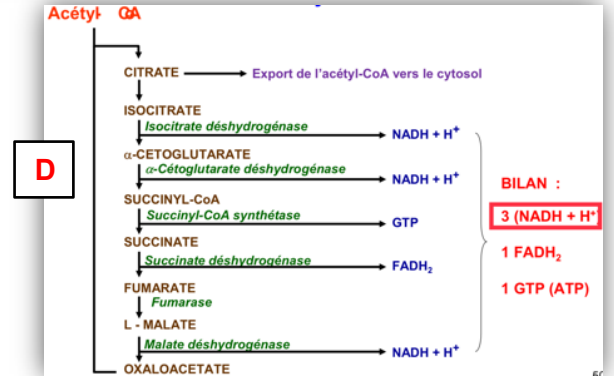 Acétyl- CoA
CITRATE Export de l'acétyl-CoA vers le cytosol
ISOCITRATE
Isocitrate déshydrogénase NADH + H⁺
α-CETOGLUTARATE
α-Cétoglutarate déshydrogénase NADH + H⁺
SUCCINYL-CoA
Succinyl-CoA synthétase GTP
SUCCINATE
Succinate déshydrogénase FADH₂
FUMARATE
Fumarase
L - MALATE
Malate déshydrogénase NADH + H⁺
OXALOACETATE
D
BILAN :
3 (NADH + H⁺)
1 FADH₂
1 GTP (ATP)